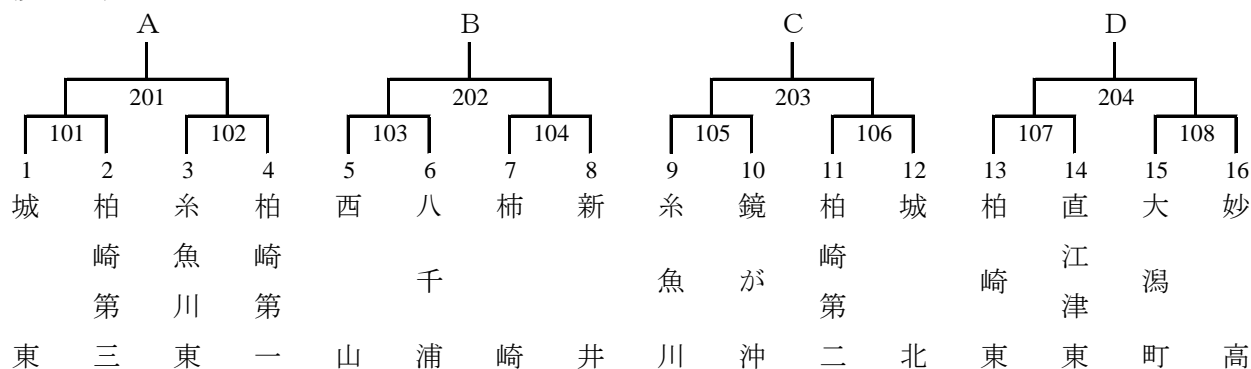 A B C D
201 202 203 204
101 102 103 104 105 106 107 108
1 2 3 4 5 6 7 8 9 10 11 12 13 14 15 16
城東
柏崎第三
糸魚川東
柏崎第一
西山
八千浦
柿崎
新井
糸魚川
鏡が沖
柏崎第二
城北
柏崎東
直江津東
大潟町
妙高